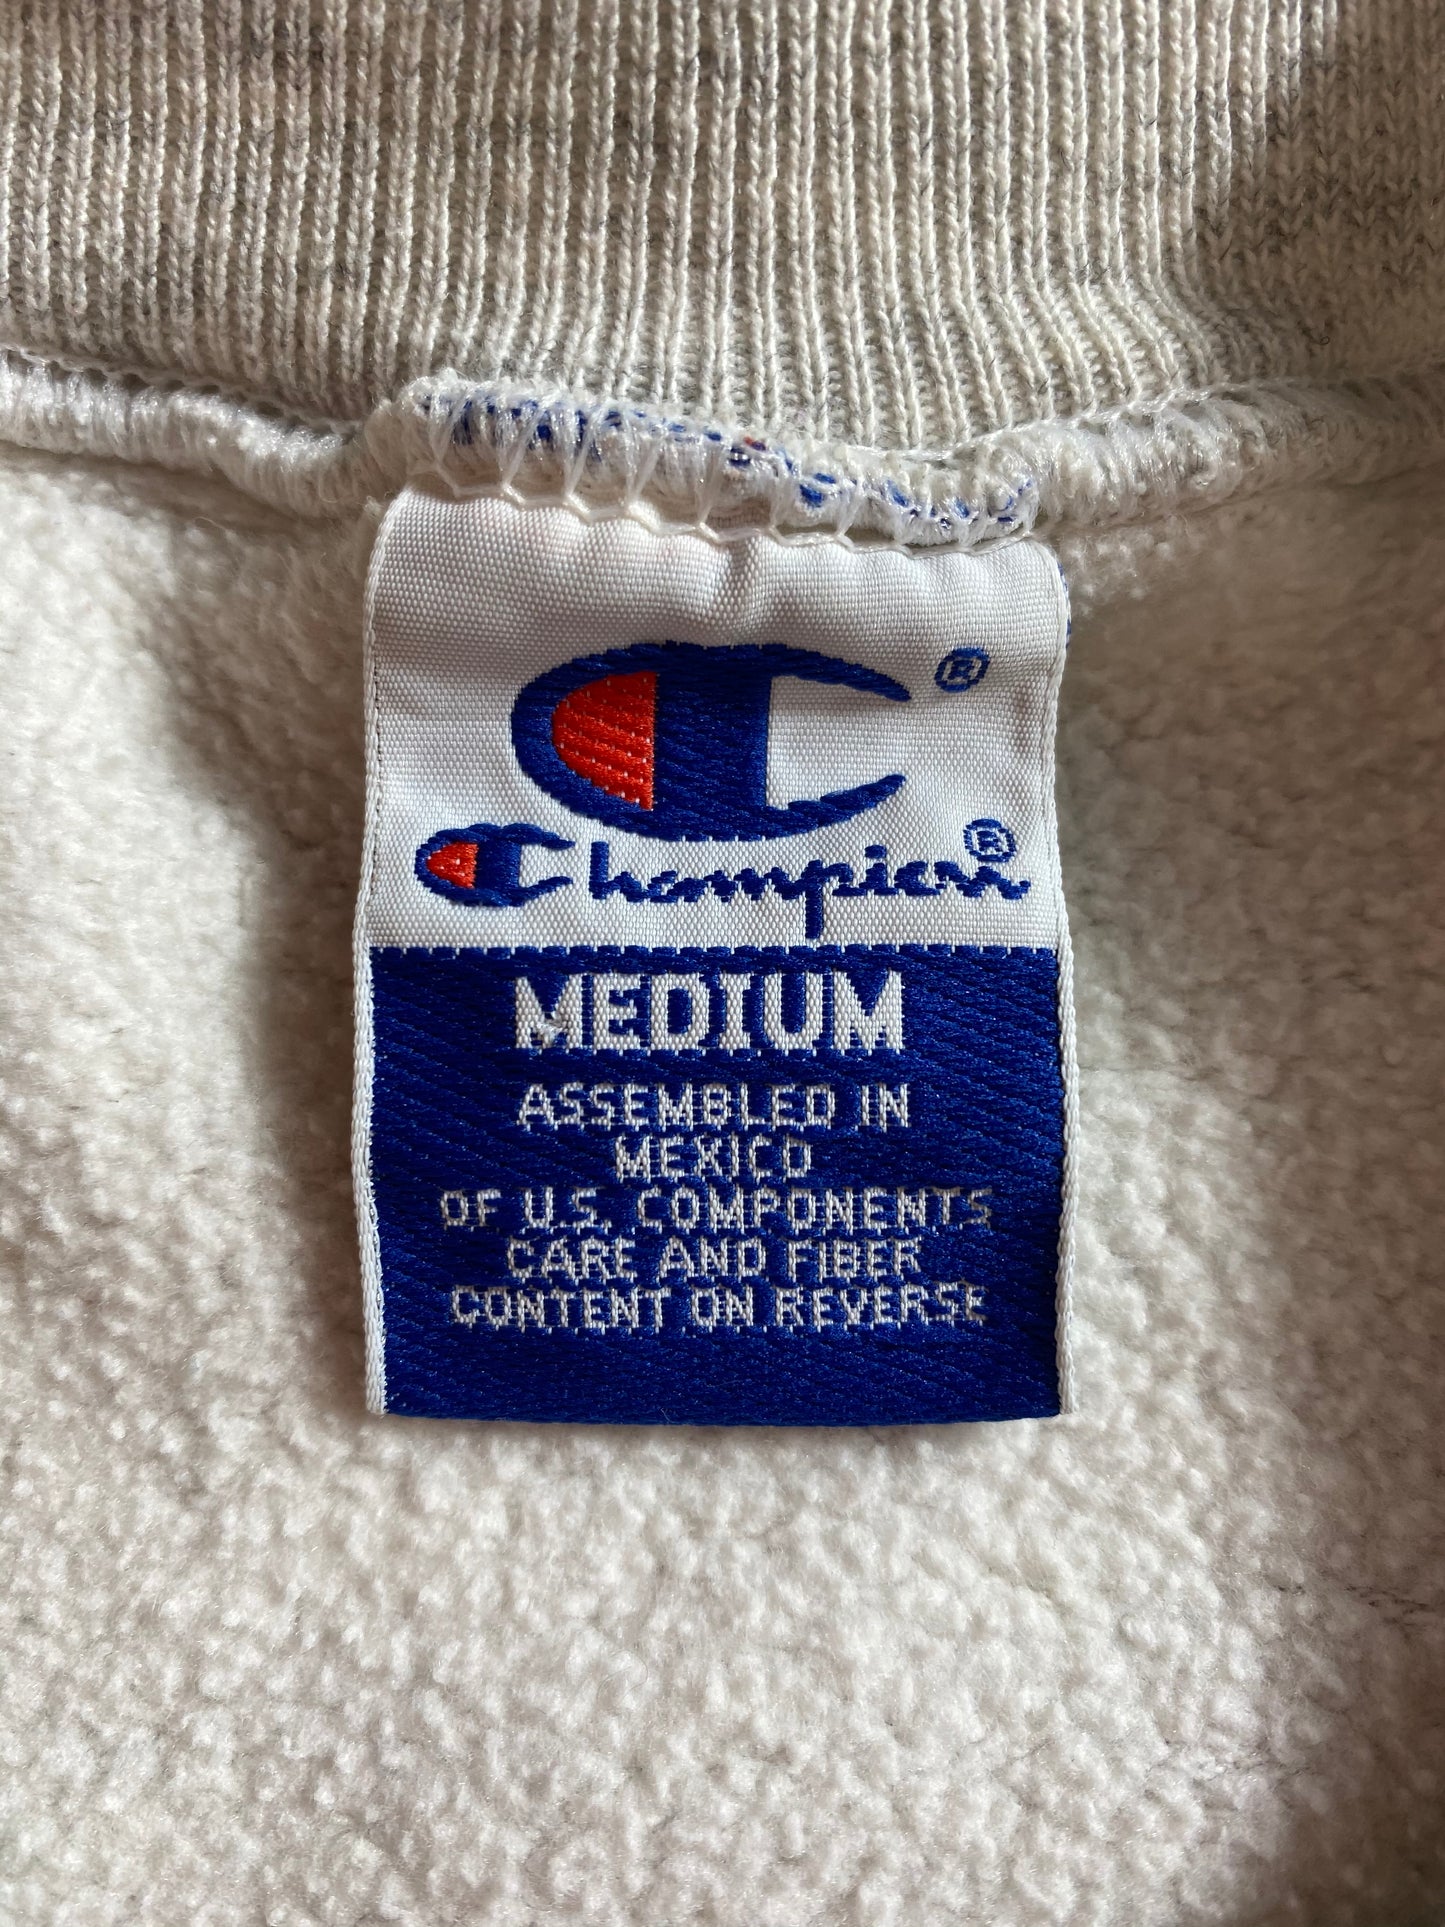 ®
Champion®
MEDIUM
ASSEMBLED IN
MEXICO
OF U.S. COMPONENTS
CARE AND FIBER
CONTENT ON REVERSE